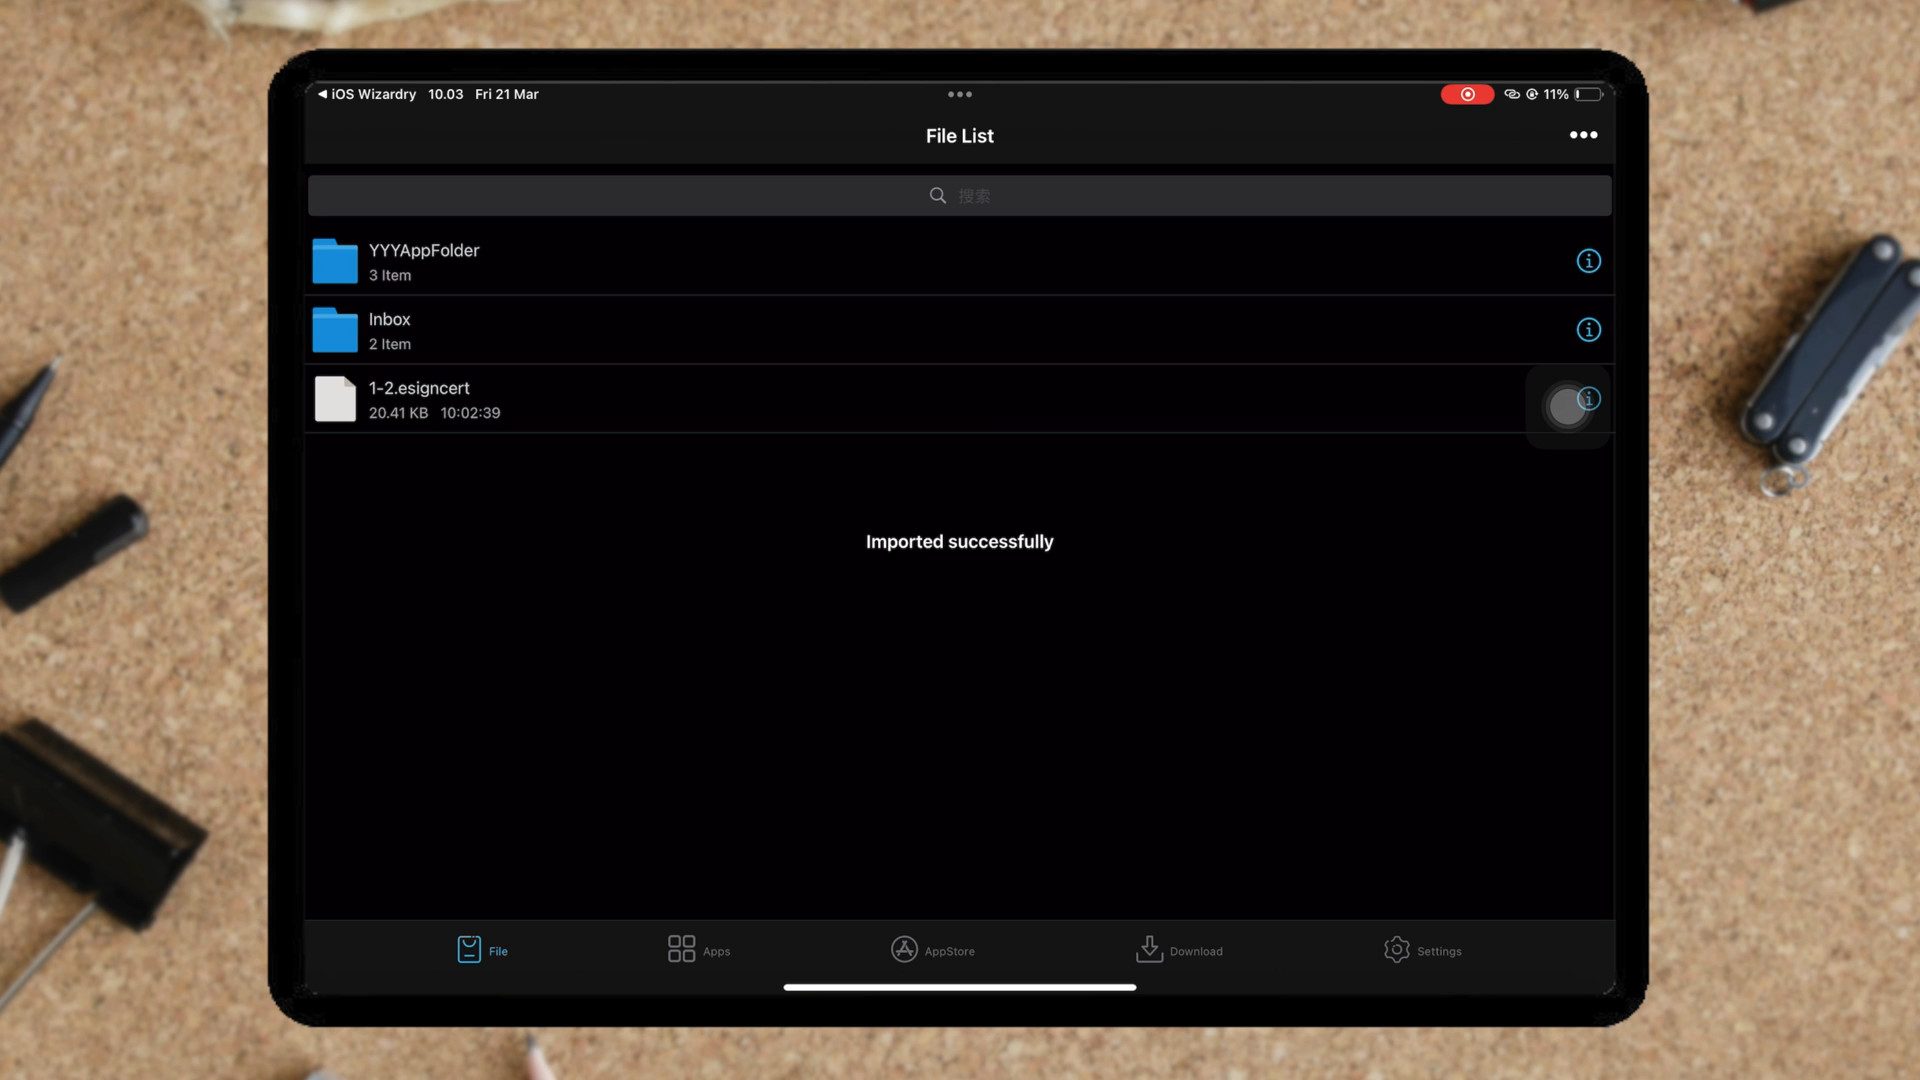 ◀ iOS Wizardry 10.03 Fri 21 Mar
11%
File List
搜索
YYYAppFolder
3 Item
Inbox
2 Item
1-2.esigncert
20.41 KB 10:02:39
Imported successfully
File
Apps
AppStore
Download
Settings